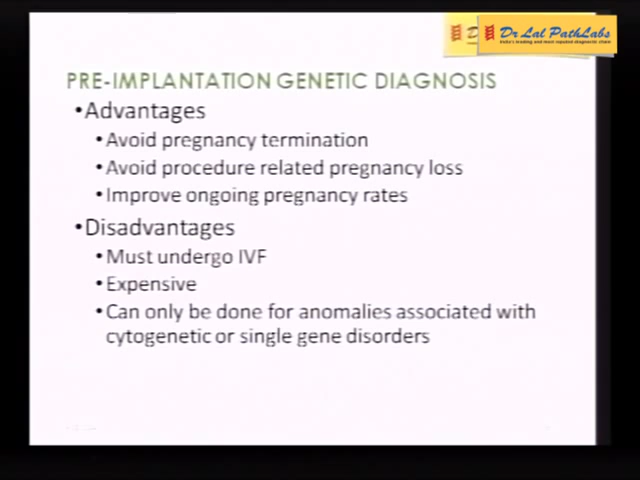 Dr Lal PathLabs
PRE-IMPLANTATION GENETIC DIAGNOSIS
•Advantages
•Avoid pregnancy termination
•Avoid procedure related pregnancy loss
•Improve ongoing pregnancy rates
•Disadvantages
•Must undergo IVF
•Expensive
•Can only be done for anomalies associated with
cytogenetic or single gene disorders